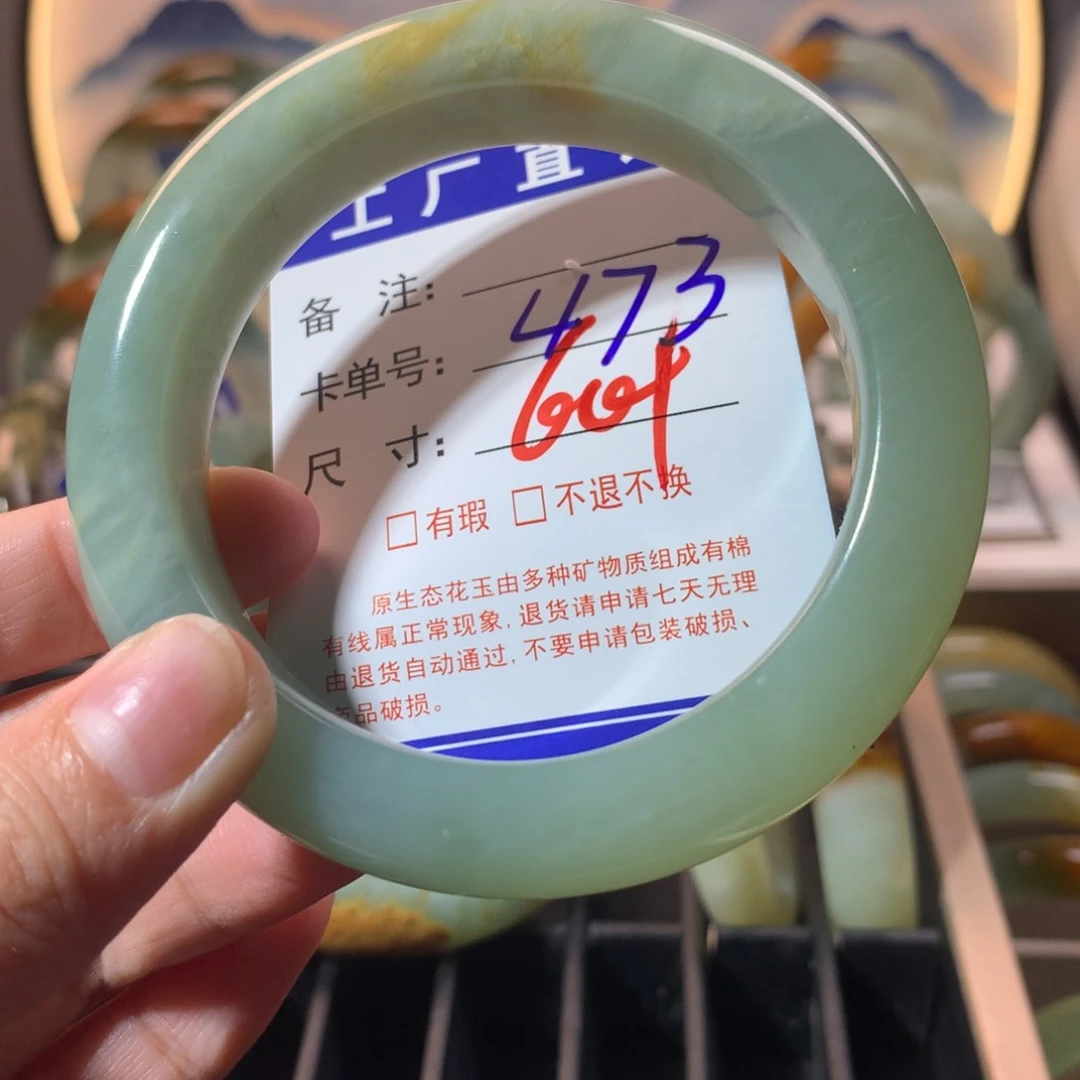 工厂直
备 注:
473
卡单号:
尺 寸:
□有瑕 □不退不换
原生态花玉由多种矿物质组成有棉
有线属正常现象, 退货请申请七天无理
由退货自动通过, 不要申请包装破损、
商品破损。